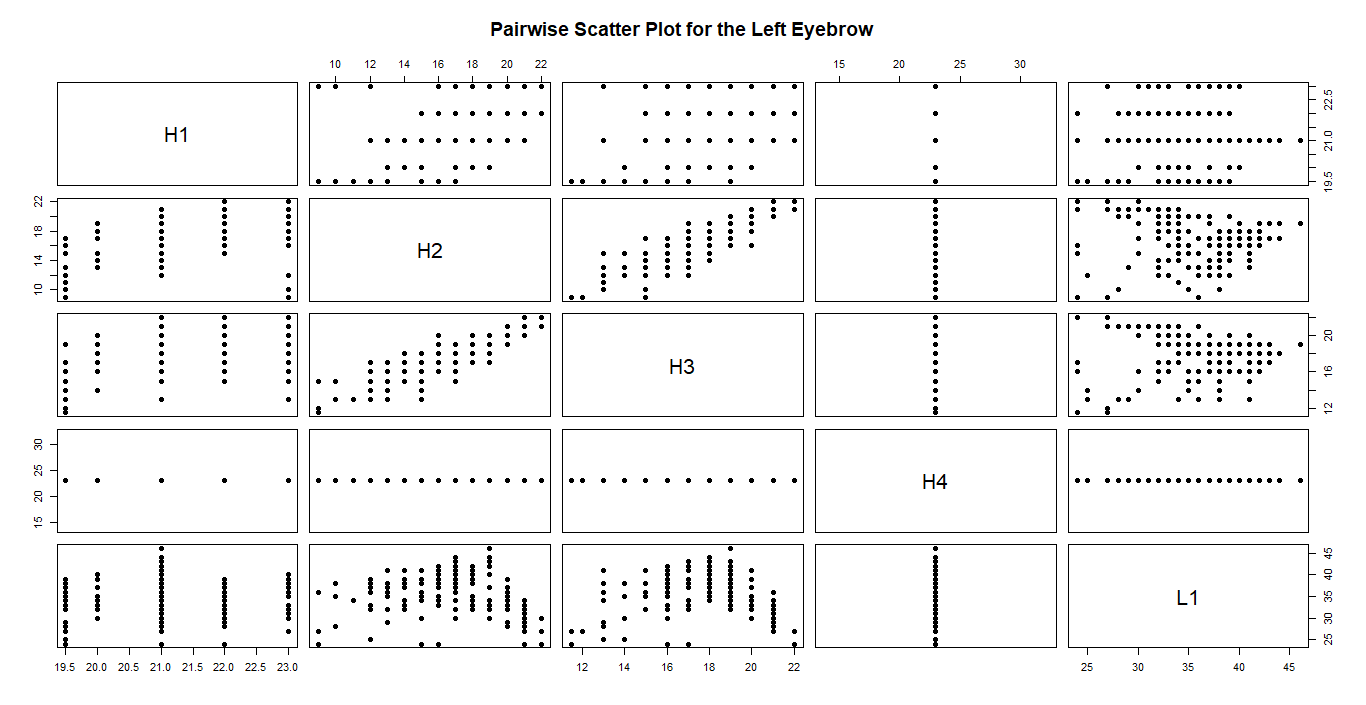 Pairwise Scatter Plot for the Left Eyebrow
10 12 14 16 18 20 22
15 20 25 30
H1
19.5 21.0 22.5
10 14 18 22
H2
H3
12 16 20
15 20 25 30
H4
L1
25 30 35 40 45
19.5 20.0 20.5 21.0 21.5 22.0 22.5 23.0
12 14 16 18 20 22
25 30 35 40 45